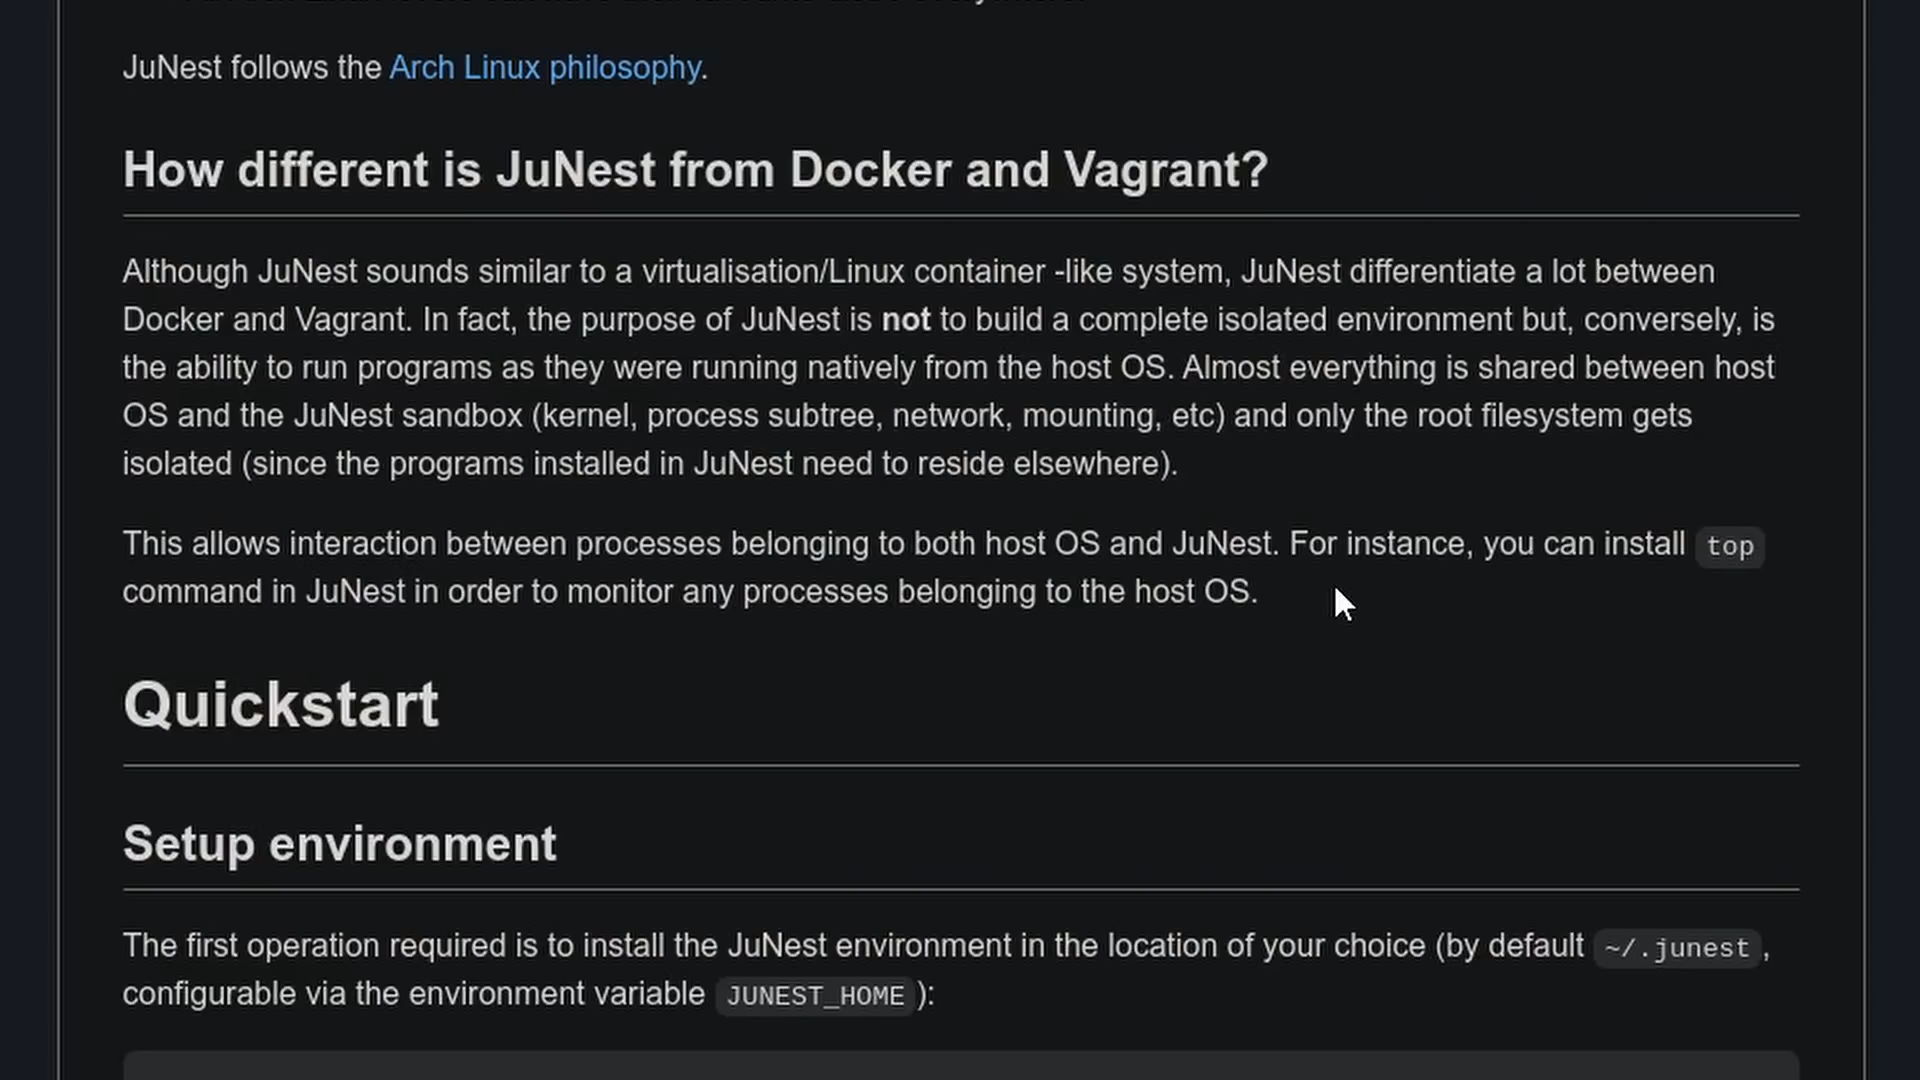 JuNest follows the Arch Linux philosophy.
How different is JuNest from Docker and Vagrant?
Although JuNest sounds similar to a virtualisation/Linux container -like system, JuNest differentiate a lot between
Docker and Vagrant. In fact, the purpose of JuNest is not to build a complete isolated environment but, conversely, is
the ability to run programs as they were running natively from the host OS. Almost everything is shared between host
OS and the JuNest sandbox (kernel, process subtree, network, mounting, etc) and only the root filesystem gets
isolated (since the programs installed in JuNest need to reside elsewhere).
This allows interaction between processes belonging to both host OS and JuNest. For instance, you can install top
command in JuNest in order to monitor any processes belonging to the host OS.
Quickstart
Setup environment
The first operation required is to install the JuNest environment in the location of your choice (by default ~/.junest,
configurable via the environment variable JUNEST_HOME):